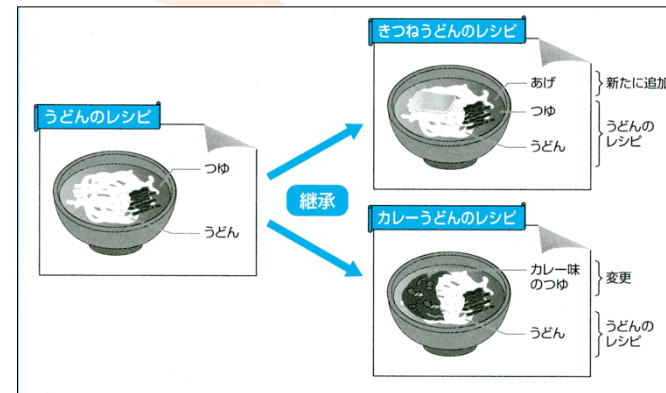 うどんのレシピ
つゆ
うどん
継承
きつねうどんのレシピ
あげ
つゆ
うどん
新たに追加
うどんの
レシピ
カレーうどんのレシピ
カレー味
のつゆ
うどん
変更
うどんの
レシピ